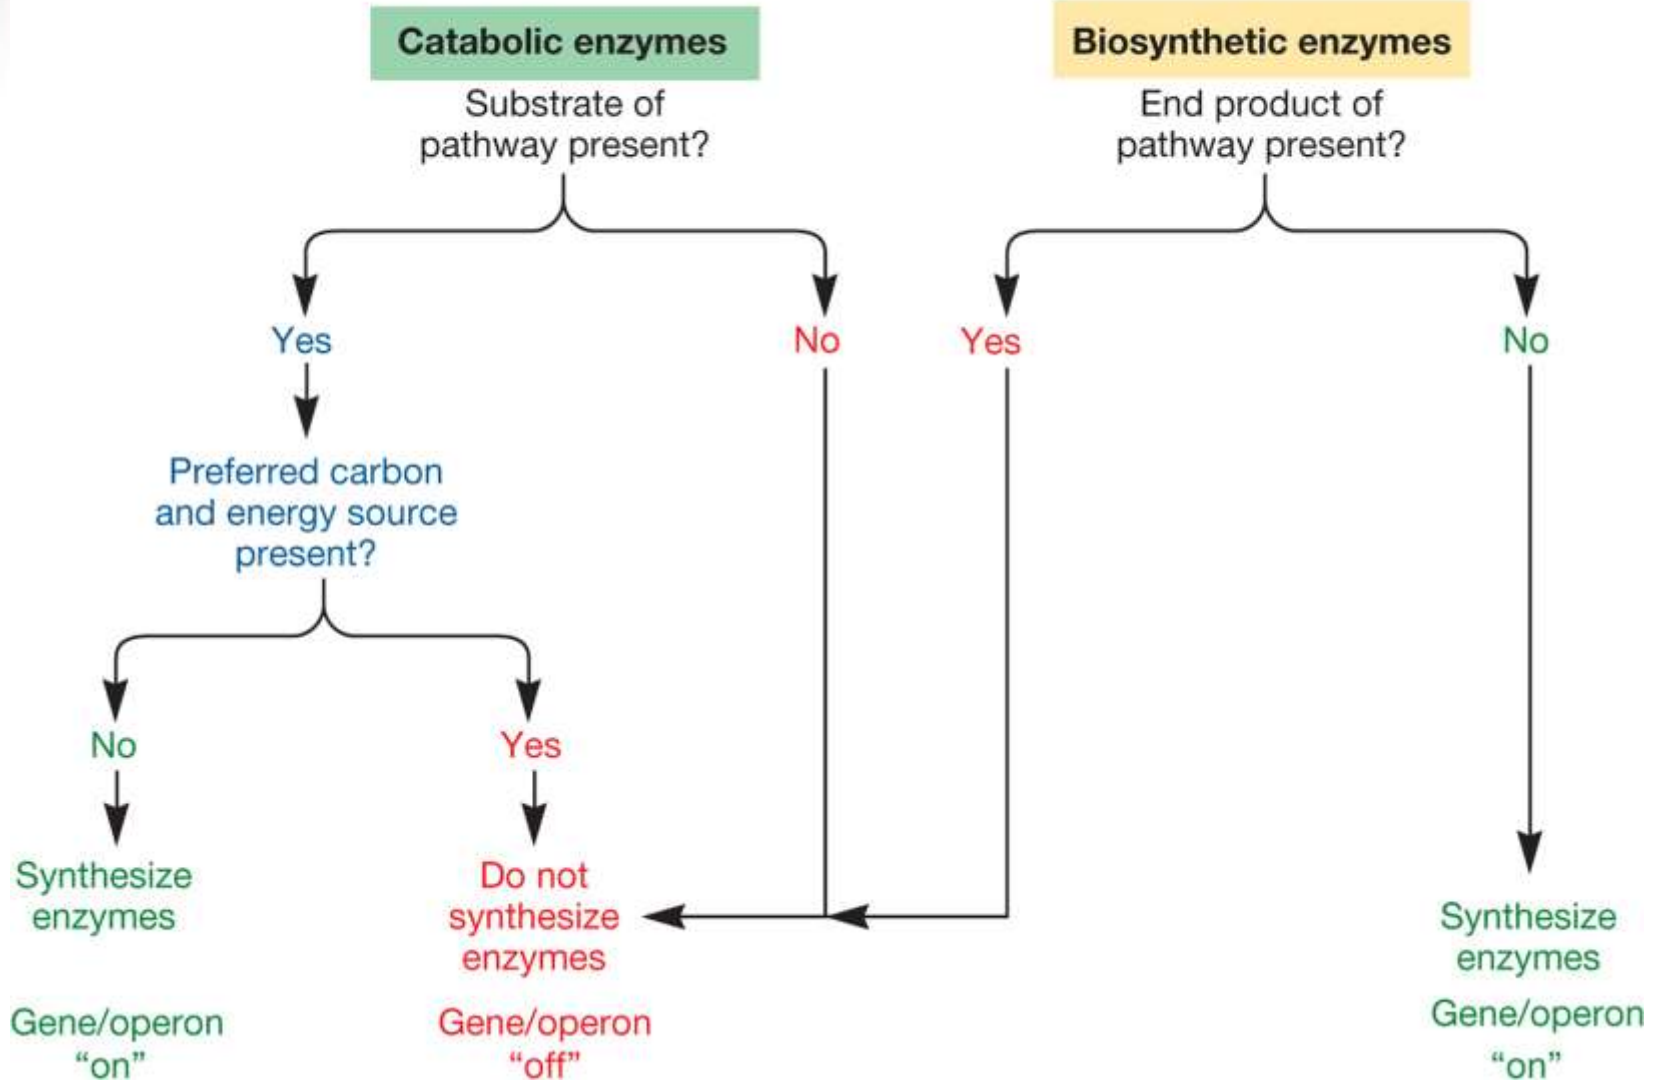 Catabolic enzymes
Substrate of
pathway present?
Yes
No
Preferred carbon
and energy source
present?
No
Yes
Synthesize
enzymes
Do not
synthesize
enzymes
Gene/operon
“on”
Gene/operon
“off”
Biosynthetic enzymes
End product of
pathway present?
Yes
No
Synthesize
enzymes
Gene/operon
“on”